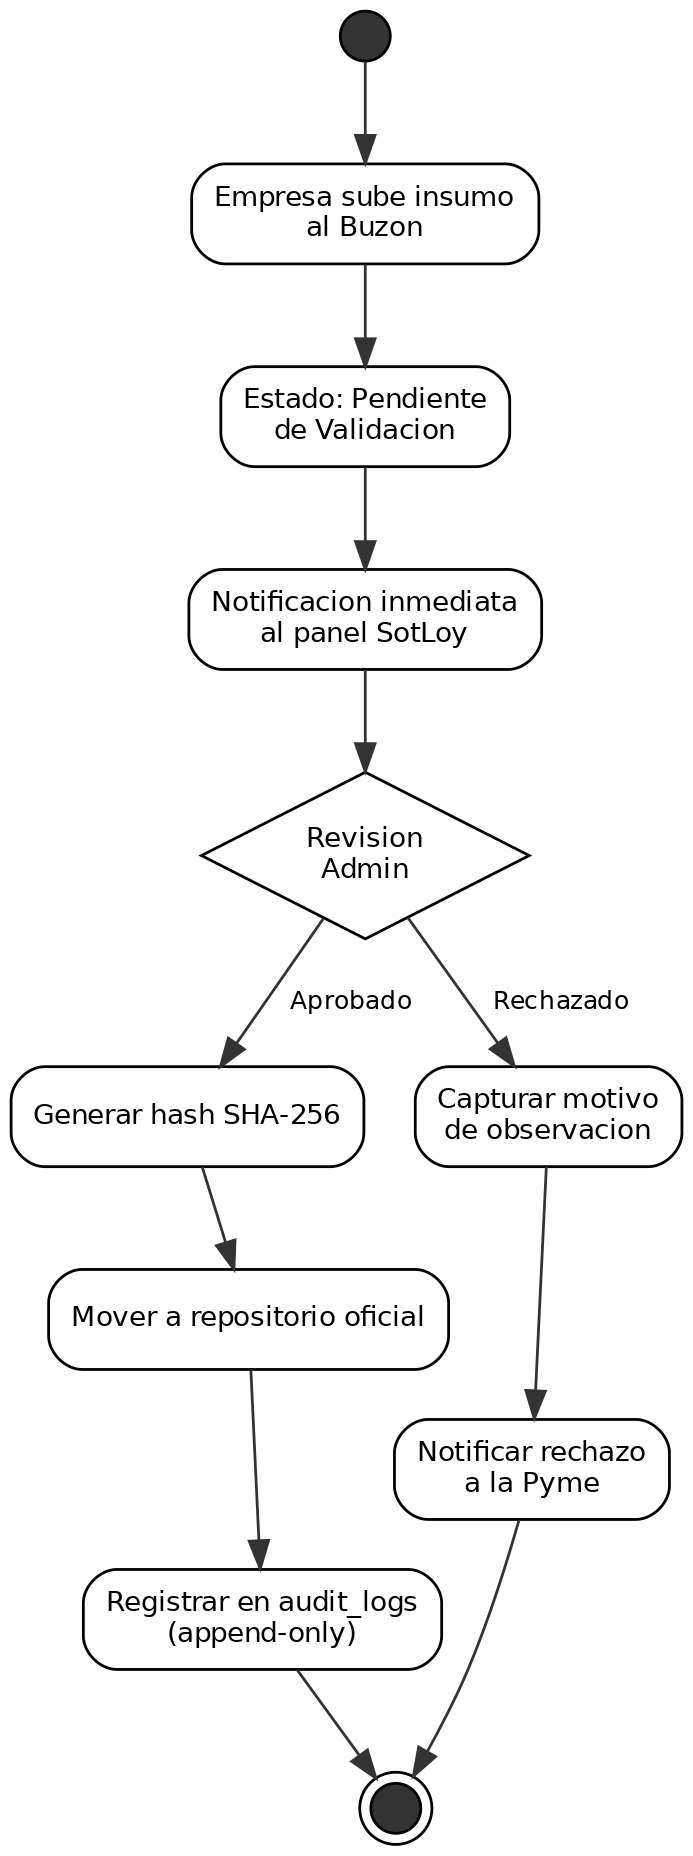 Empresa sube insumo
al Buzon
Estado: Pendiente
de Validacion
Notificacion inmediata
al panel SotLoy
Revision
Admin
Aprobado
Rechazado
Generar hash SHA-256
Capturar motivo
de observacion
Mover a repositorio oficial
Notificar rechazo
a la Pyme
Registrar en audit_logs
(append-only)